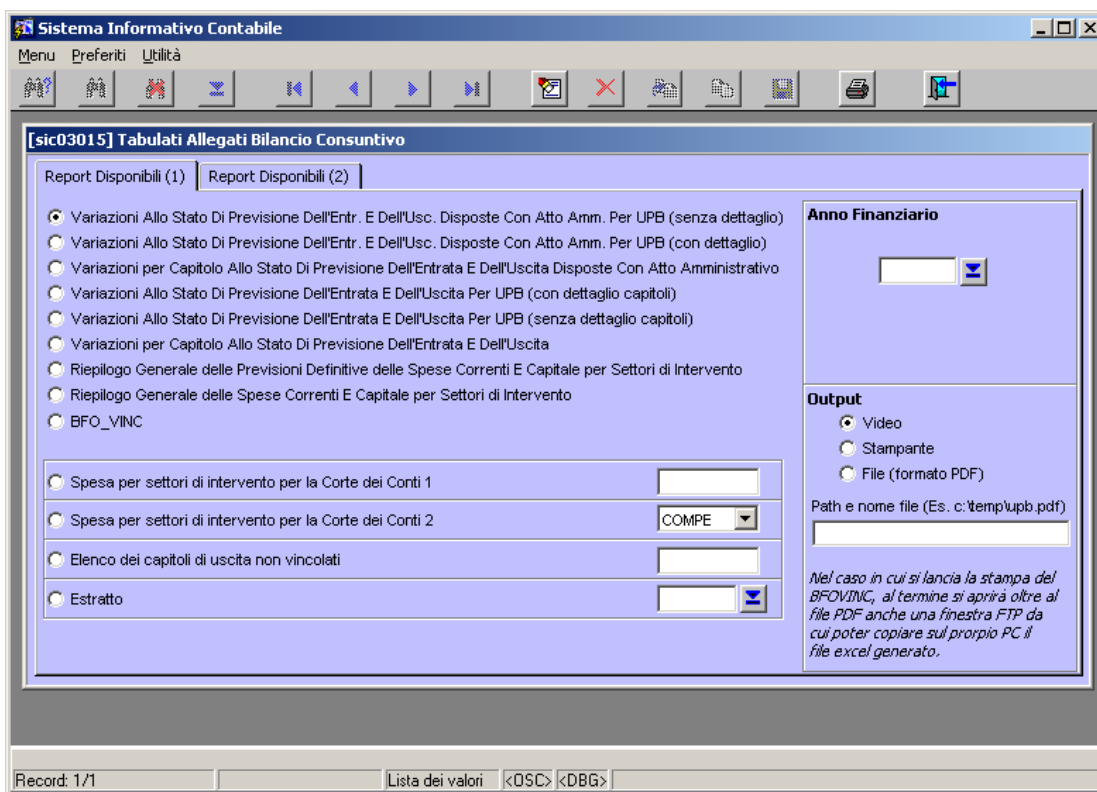 Sistema Informativo Contabile
Menu Preferiti Utilità
[sic03015] Tabulati Allegati Bilancio Consuntivo
Report Disponibili (1) Report Disponibili (2)
Variazioni Allo Stato Di Previsione Dell'Entr. E Dell'Usc. Disposte Con Atto Amm. Per UPB (senza dettaglio)
Variazioni Allo Stato Di Previsione Dell'Entr. E Dell'Usc. Disposte Con Atto Amm. Per UPB (con dettaglio)
Variazioni per Capitolo Allo Stato Di Previsione Dell'Entrata E Dell'Uscita Disposte Con Atto Amministrativo
Variazioni Allo Stato Di Previsione Dell'Entrata E Dell'Uscita Per UPB (con dettaglio capitoli)
Variazioni Allo Stato Di Previsione Dell'Entrata E Dell'Uscita Per UPB (senza dettaglio capitoli)
Variazioni per Capitolo Allo Stato Di Previsione Dell'Entrata E Dell'Uscita
Riepilogo Generale delle Previsioni Definitive delle Spese Correnti E Capitale per Settori di Intervento
Riepilogo Generale delle Spese Correnti E Capitale per Settori di Intervento
BFO_VINC
Spesa per settori di intervento per la Corte dei Conti 1
Spesa per settori di intervento per la Corte dei Conti 2 COMPE
Elenco dei capitoli di uscita non vincolati
Estratto
Anno Finanziario
Output
Video
Stampante
File (formato PDF)
Path e nome file (Es. c:\temp\upb.pdf)
Nel caso in cui si lancia la stampa del
BFOVINC, al termine si aprirà oltre al
file PDF anche una finestra FTP da
cui poter copiare sul prorpio PC il
file excel generato.
Record: 1/1 Lista dei valori <OSC> <DBG>